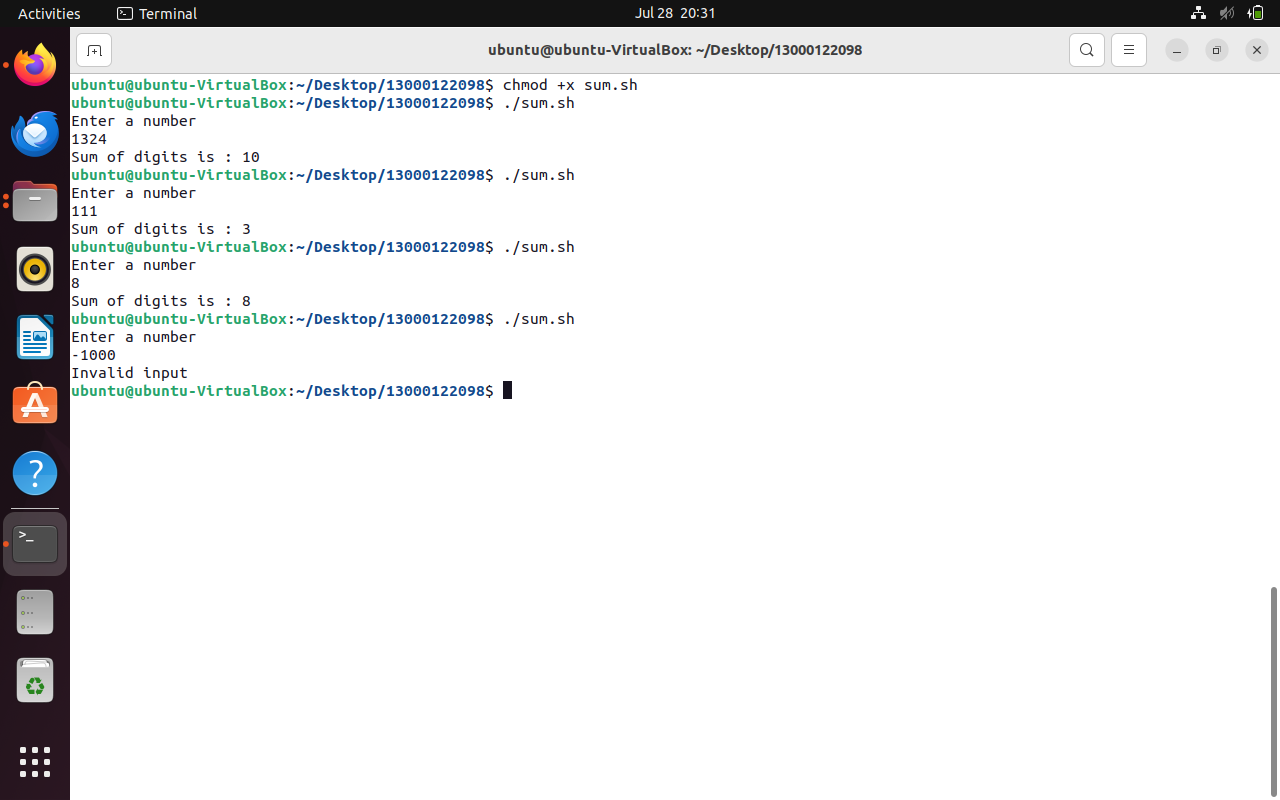 Activities
Terminal
Jul 28 20:31
ubuntu@ubuntu-VirtualBox: ~/Desktop/13000122098
ubuntu@ubuntu-VirtualBox:~/Desktop/13000122098$ chmod +x sum.sh
ubuntu@ubuntu-VirtualBox:~/Desktop/13000122098$ ./sum.sh
Enter a number
1324
Sum of digits is : 10
ubuntu@ubuntu-VirtualBox:~/Desktop/13000122098$ ./sum.sh
Enter a number
111
Sum of digits is : 3
ubuntu@ubuntu-VirtualBox:~/Desktop/13000122098$ ./sum.sh
Enter a number
8
Sum of digits is : 8
ubuntu@ubuntu-VirtualBox:~/Desktop/13000122098$ ./sum.sh
Enter a number
-1000
Invalid input
ubuntu@ubuntu-VirtualBox:~/Desktop/13000122098$